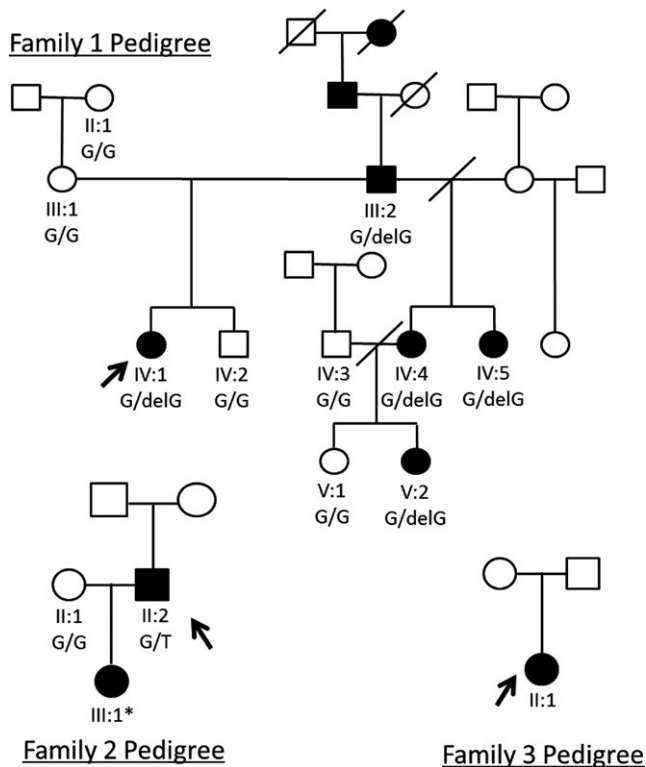 Family 1 Pedigree
II:1
G/G
III:1
G/G
III:2
G/delG
IV:1
G/delG
IV:2
G/G
IV:3
G/G
IV:4
G/delG
IV:5
G/delG
V:1
G/G
V:2
G/delG
II:1
G/G
II:2
G/T
III:1*
Family 2 Pedigree
II:1
Family 3 Pedigree